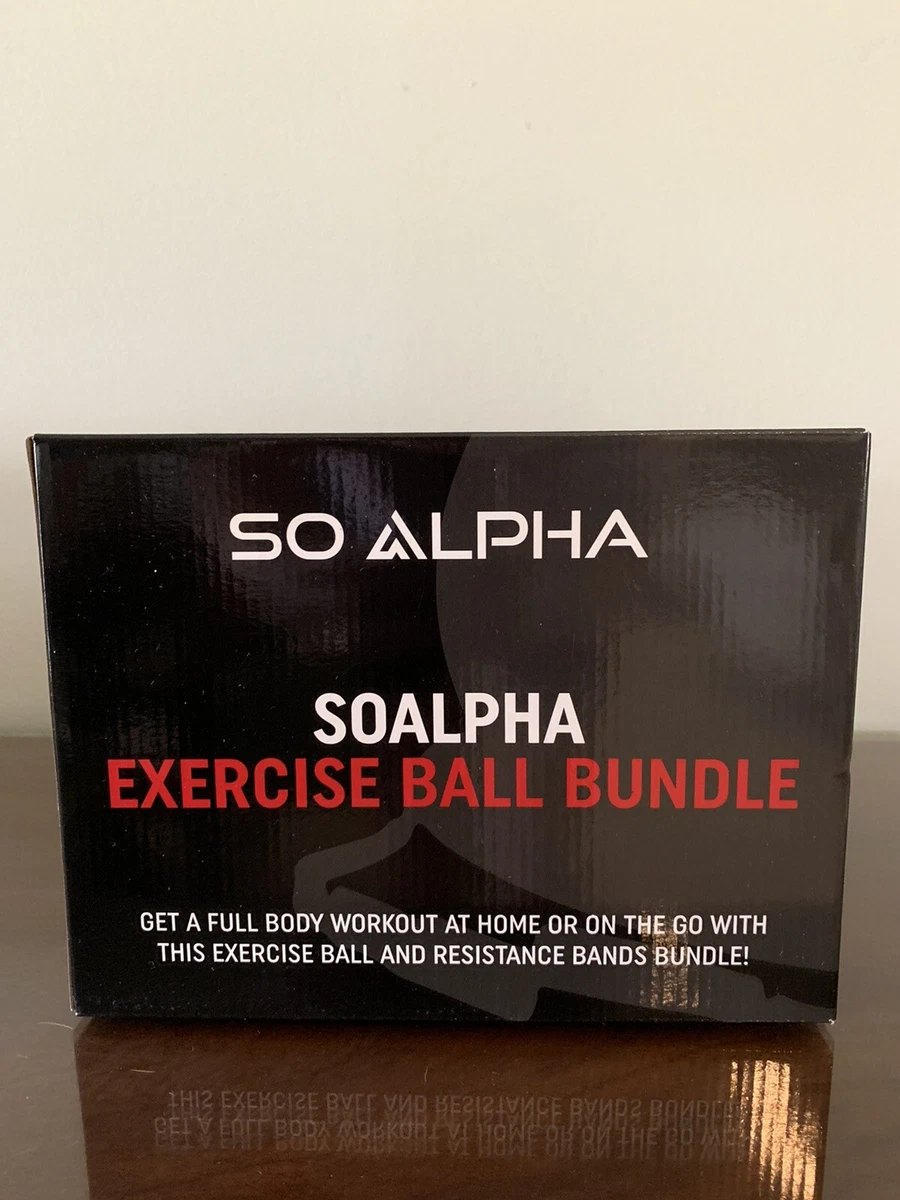 SO ALPHA
SOALPHA
EXERCISE BALL BUNDLE
GET A FULL BODY WORKOUT AT HOME OR ON THE GO WITH
THIS EXERCISE BALL AND RESISTANCE BANDS BUNDLE!